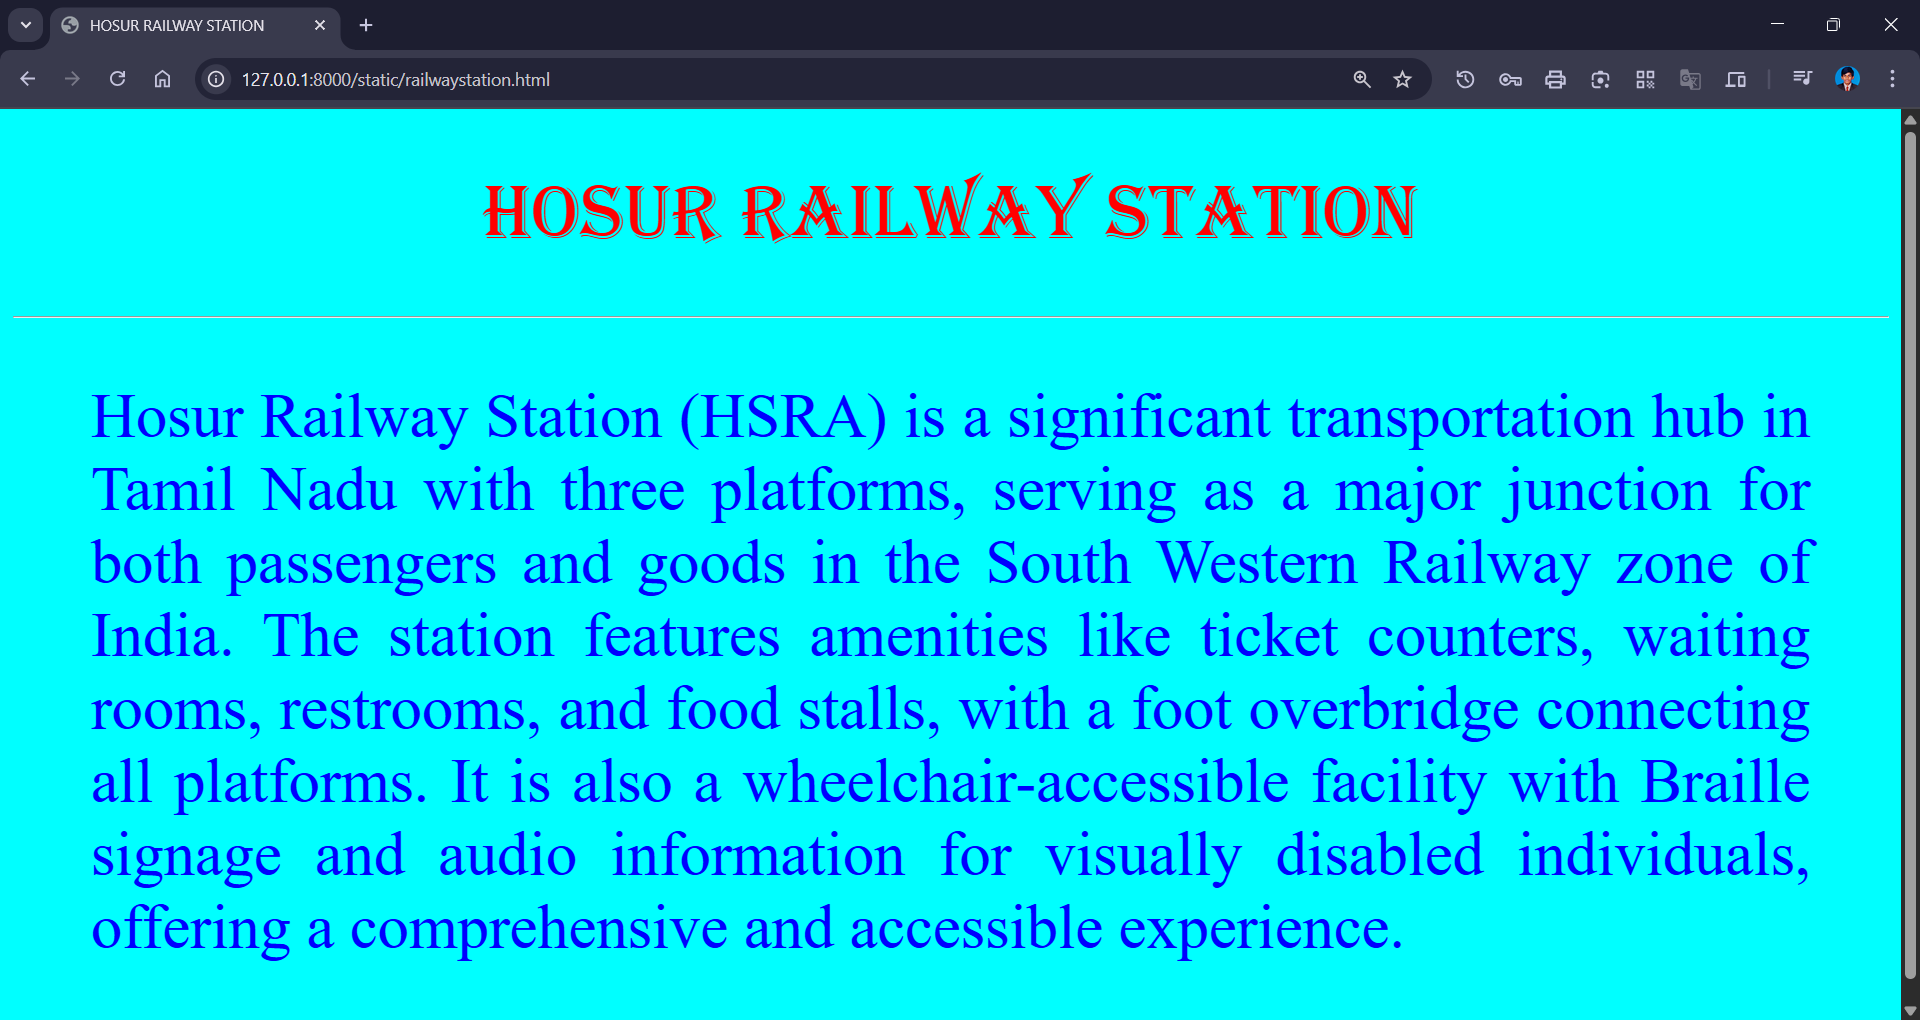 HOSUR RAILWAY STATION
127.0.0.1:8000/static/railwaystation.html
HOSUR RAILWAY STATION
Hosur Railway Station (HSRA) is a significant transportation hub in
Tamil Nadu with three platforms, serving as a major junction for
both passengers and goods in the South Western Railway zone of
India. The station features amenities like ticket counters, waiting
rooms, restrooms, and food stalls, with a foot overbridge connecting
all platforms. It is also a wheelchair-accessible facility with Braille
signage and audio information for visually disabled individuals,
offering a comprehensive and accessible experience.